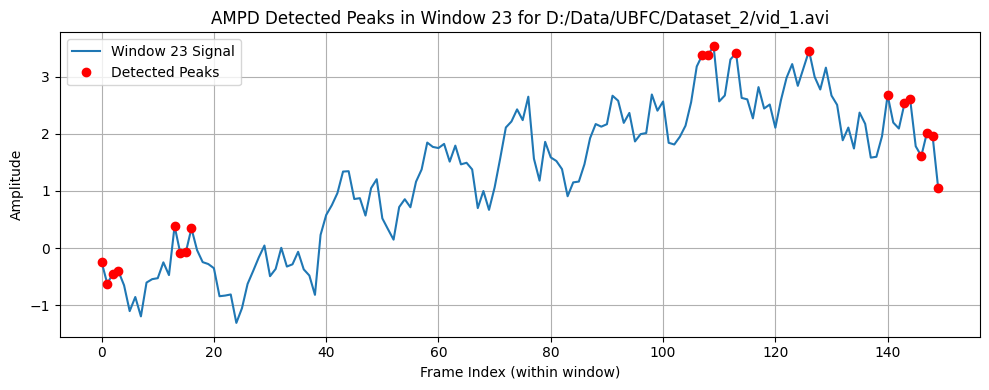 AMPD Detected Peaks in Window 23 for D:/Data/UBFC/Dataset_2/vid_1.avi
Window 23 Signal
Detected Peaks
3
2
1
0
−1
Amplitude
0 20 40 60 80 100 120 140
Frame Index (within window)